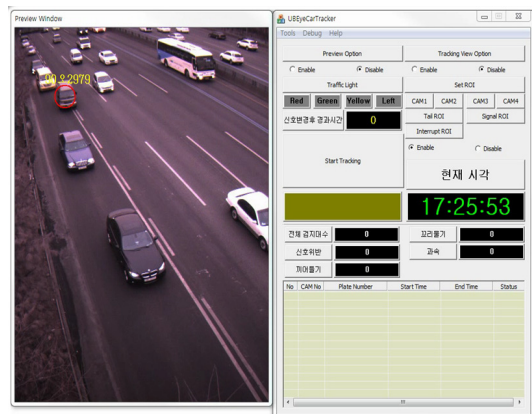 Preview Window
99.2.2979
UBEyeCarTracker
Tools Debug Help
Preview Option
Tracking View Option
Enable Disable
Enable Disable
Traffic Light
Set ROI
Red Green Yellow Left
CAM1 CAM2 CAM3 CAM4
신호변경후 경과시간 0
Tail ROI Signal ROI
Interrupt ROI
Enable Disable
Start Tracking
현재 시각
17:25:53
전체 검지대수 0
꼬리물기 0
신호위반 0
과속 0
끼어들기 0
No CAM No Plate Number Start Time End Time Status